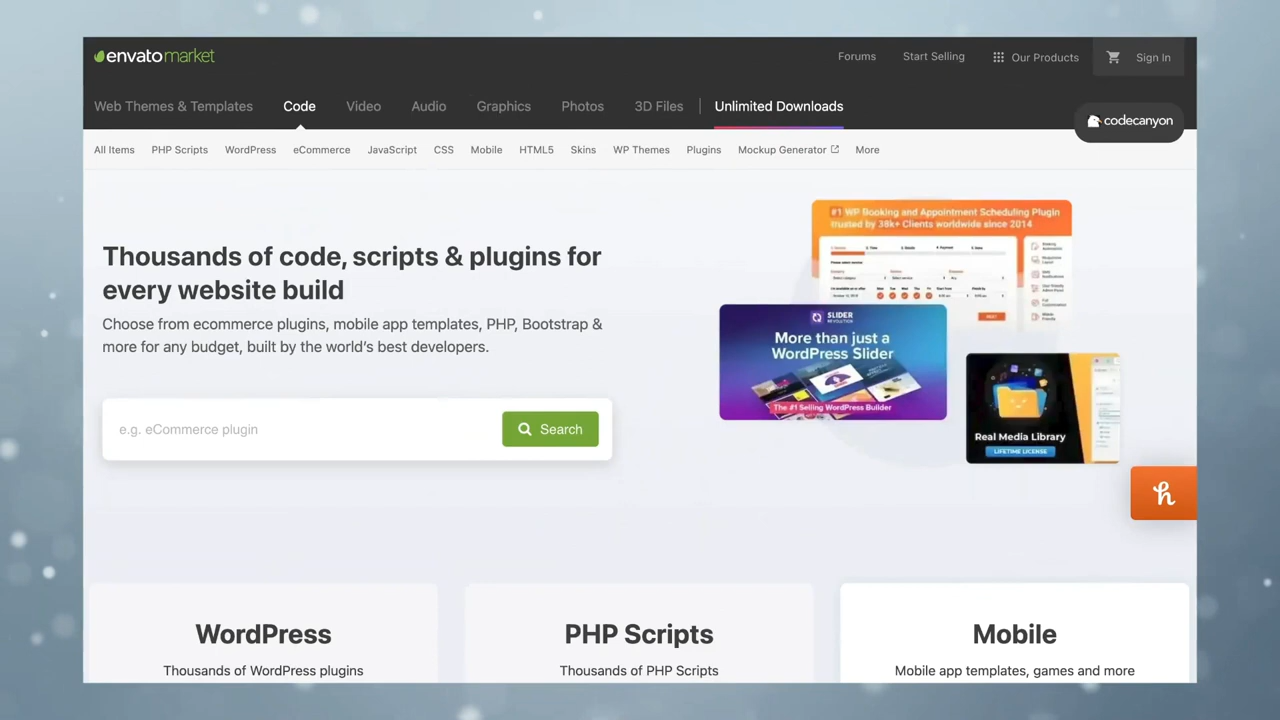 envatomarket
Forums
Start Selling
Our Products
Sign In
Web Themes & Templates
Code
Video
Audio
Graphics
Photos
3D Files
Unlimited Downloads
codecanyon
All Items
PHP Scripts
WordPress
eCommerce
JavaScript
CSS
Mobile
HTML5
Skins
WP Themes
Plugins
Mockup Generator
More
Thousands of code, scripts & plugins for
every website build
Choose from ecommerce plugins, mobile app templates, PHP, Bootstrap &
more for any budget, built by the world's best developers.
e.g. eCommerce plugin
Search
#1 WP Booking and Appointment Scheduling Plugin
trusted by 38k+ Clients worldwide since 2014
SLIDER
REVOLUTION
More than just a
WordPress Slider
The #1 Selling WordPress Builder
Real Media Library
LIFETIME LICENSE
WordPress
Thousands of WordPress plugins
PHP Scripts
Thousands of PHP Scripts
Mobile
Mobile app templates, games and more